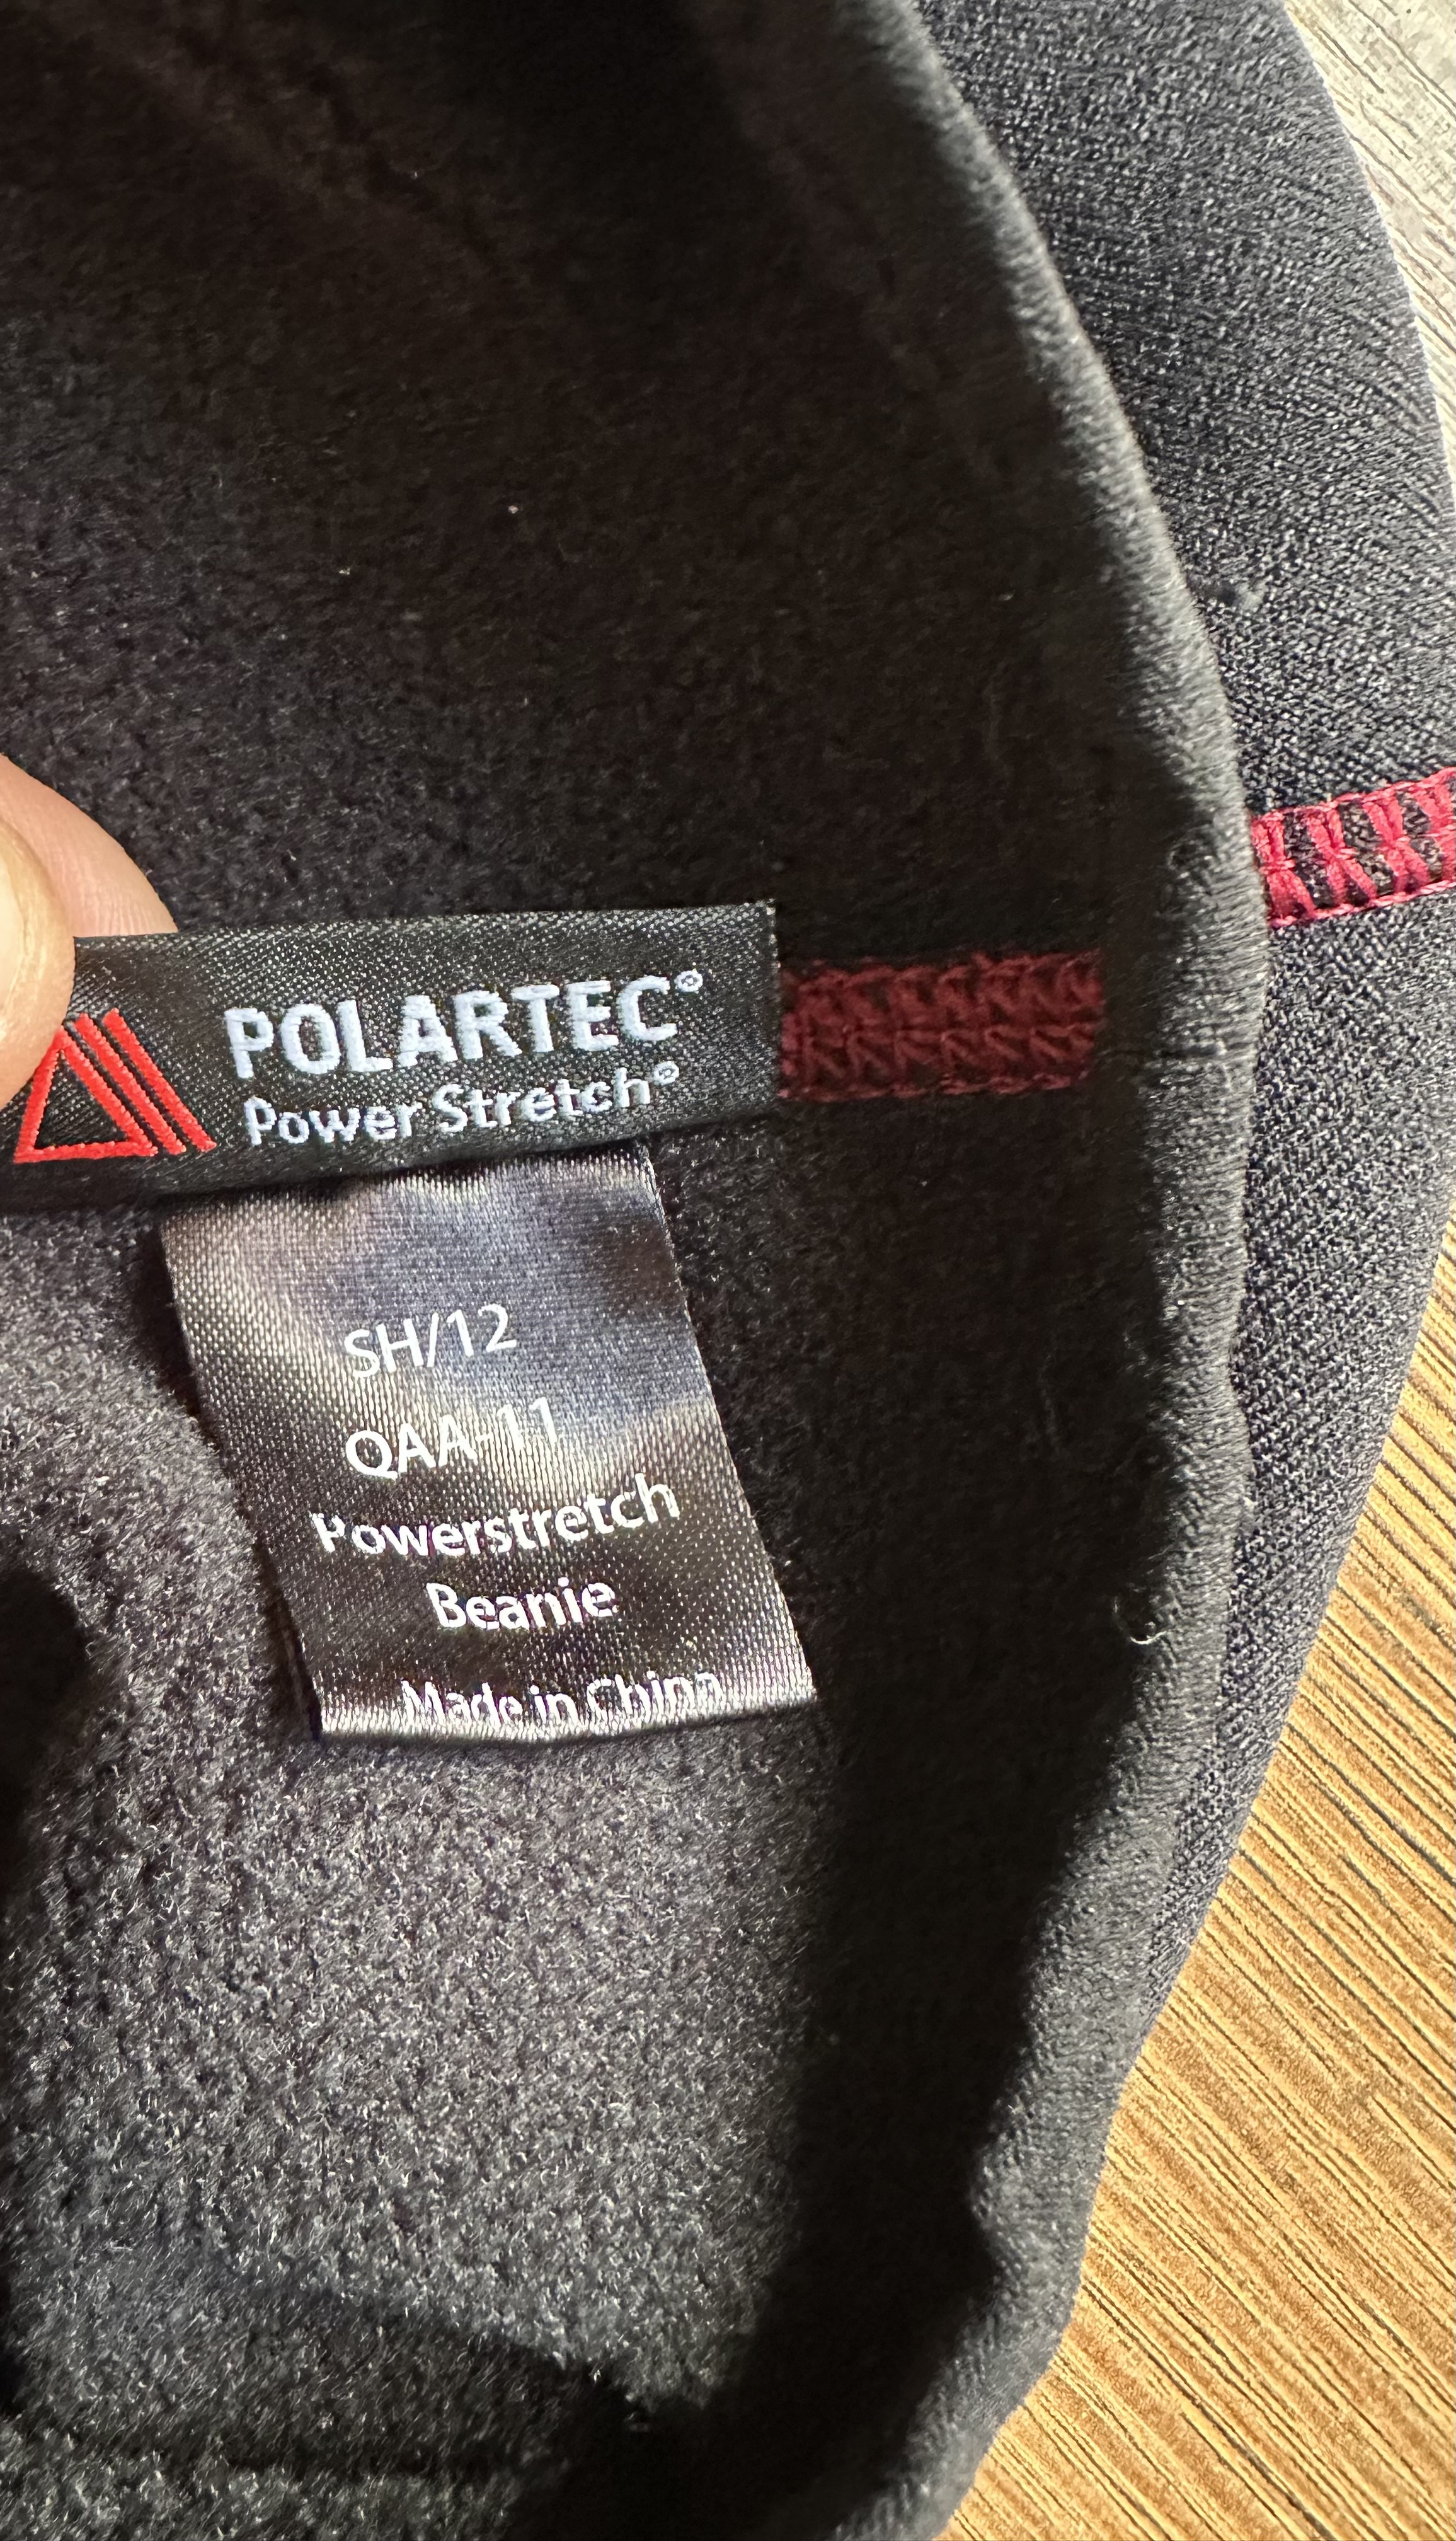 POLARTEC®
Power Stretch®
SH/12
QAA-11
Powerstretch
Beanie
Made in China